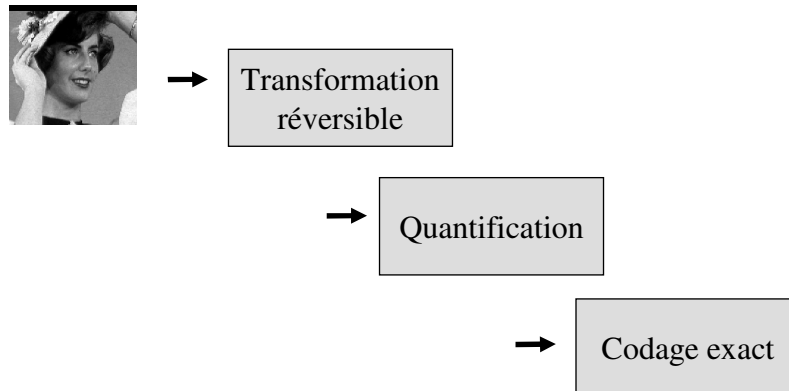 Transformation
réversible
Quantification
Codage exact